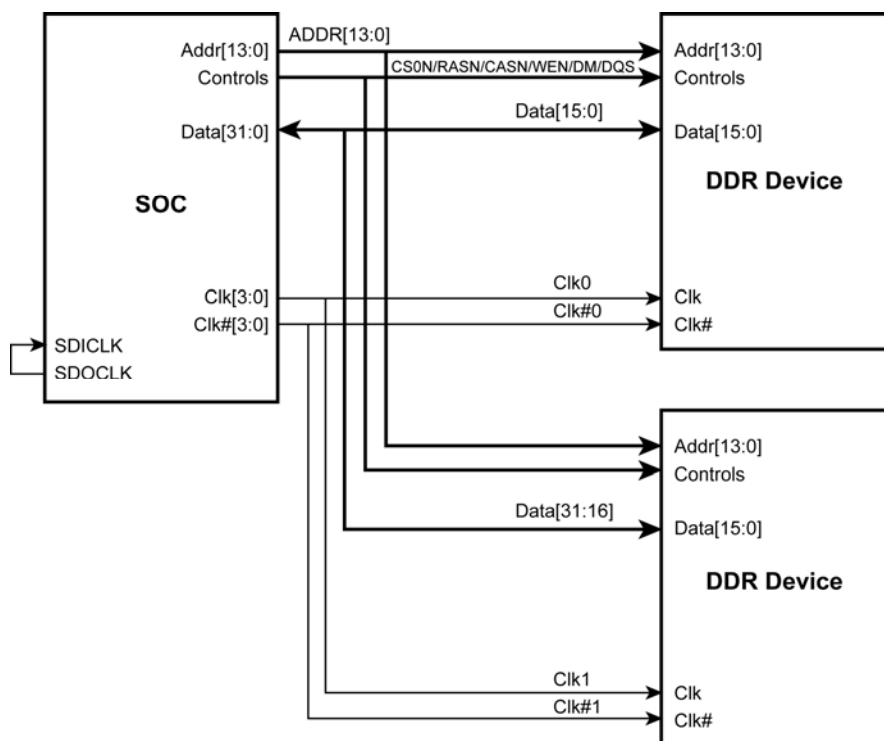 Addr[13:0]
Controls
Data[31:0]
SOC
Clk[3:0]
Clk#[3:0]
SDICLK
SDOCLK
ADDR[13:0]
CS0N/RASN/CASN/WEN/DM/DQS
Data[15:0]
Clk0
Clk#0
Addr[13:0]
Controls
Data[15:0]
DDR Device
Clk
Clk#
Data[31:16]
Clk1
Clk#1
Addr[13:0]
Controls
Data[15:0]
DDR Device
Clk
Clk#